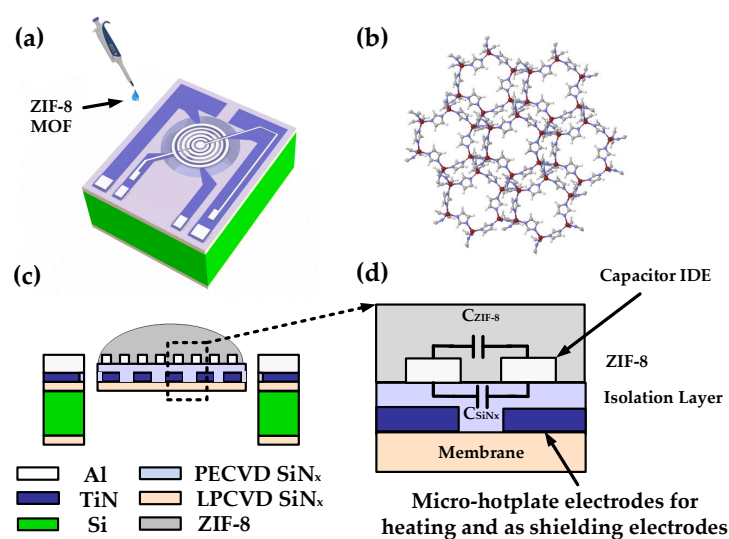 (a)
(b)
ZIF-8
MOF
(c)
(d)
Capacitor IDE
CZIF-8
ZIF-8
Isolation Layer
CSiNx
Membrane
Al
PECVD SiNx
TiN
LPCVD SiNx
Si
ZIF-8
Micro-hotplate electrodes for
heating and as shielding electrodes